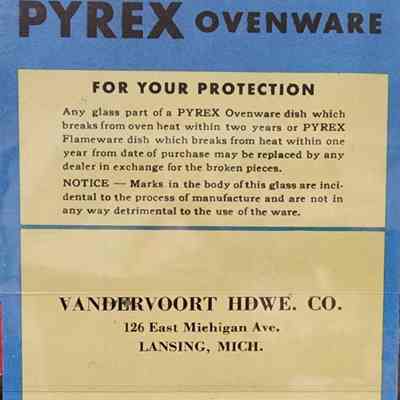 PYREX OVENWARE
FOR YOUR PROTECTION
Any glass part of a PYREX Ovenware dish which
breaks from oven heat within two years or PYREX
Flameware dish which breaks from heat within one
year from date of purchase may be replaced by any
dealer in exchange for the broken pieces.
NOTICE — Marks in the body of this glass are inci-
dental to the process of manufacture and are not in
any way detrimental to the use of the ware.
VANDERVOORT HDWE. CO.
126 East Michigan Ave.
LANSING, MICH.